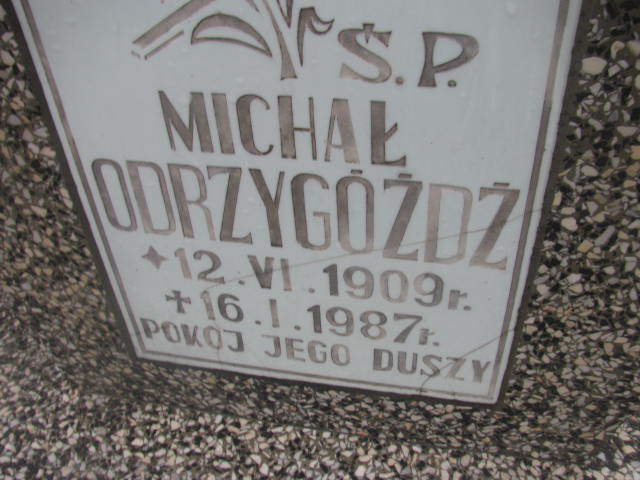 Ś.P.
MICHAŁ
ODRZYGÓŹDŹ
12.VI.1909r.
16.I.1987r.
POKÓJ JEGO DUSZY